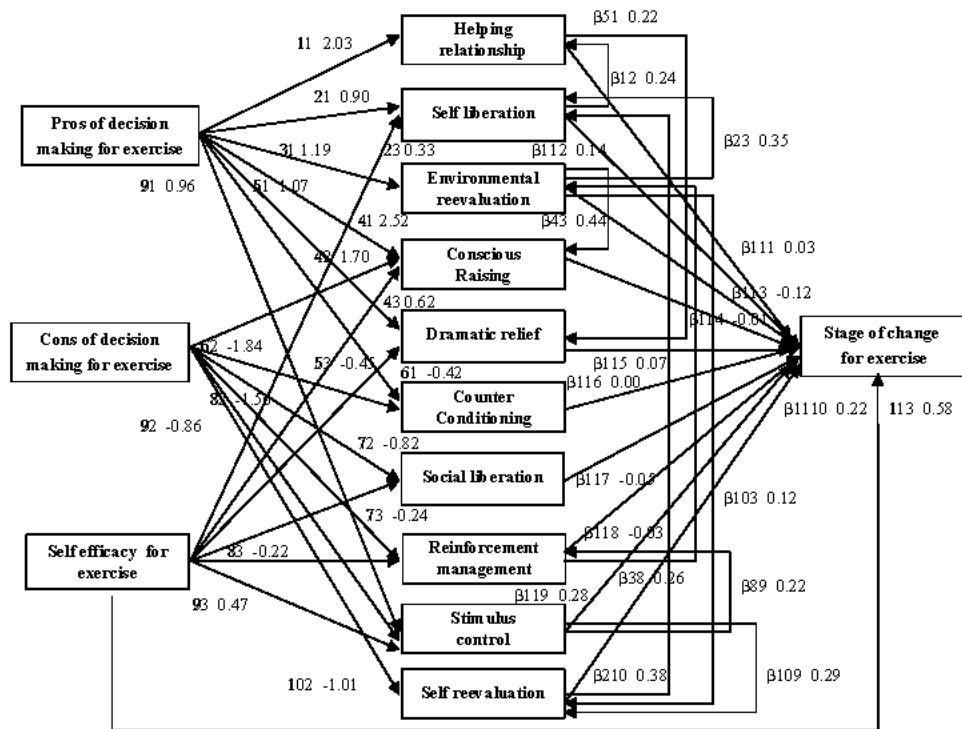 β51 0.22
Helping
relationship
11 2.03
β12 0.24
21 0.90
Self liberation
Pros of decision
making for exercise
β23 0.35
31 1.19
23 0.33
β112 0.14
91 0.96
51 1.07
Environmental
reevaluation
41 2.52
β43 0.44
42 1.70
Conscious
Raising
β111 0.03
β113 -0.12
43 0.62
β114 -0.01
Cons of decision
making for exercise
62 -1.84
53 -0.45
61 -0.42
Dramatic relief
β115 0.07
Stage of change
for exercise
β116 0.00
Counter
Conditioning
92 -0.86
72 -0.82
β1110 0.22
113 0.58
Social liberation
β117 -0.05
β103 0.12
73 -0.24
Self efficacy for
exercise
83 -0.22
Reinforcement
management
β118 -0.03
β38 0.26
β89 0.22
93 0.47
β119 0.28
Stimulus
control
102 -1.01
Self reevaluation
β210 0.38
β109 0.29